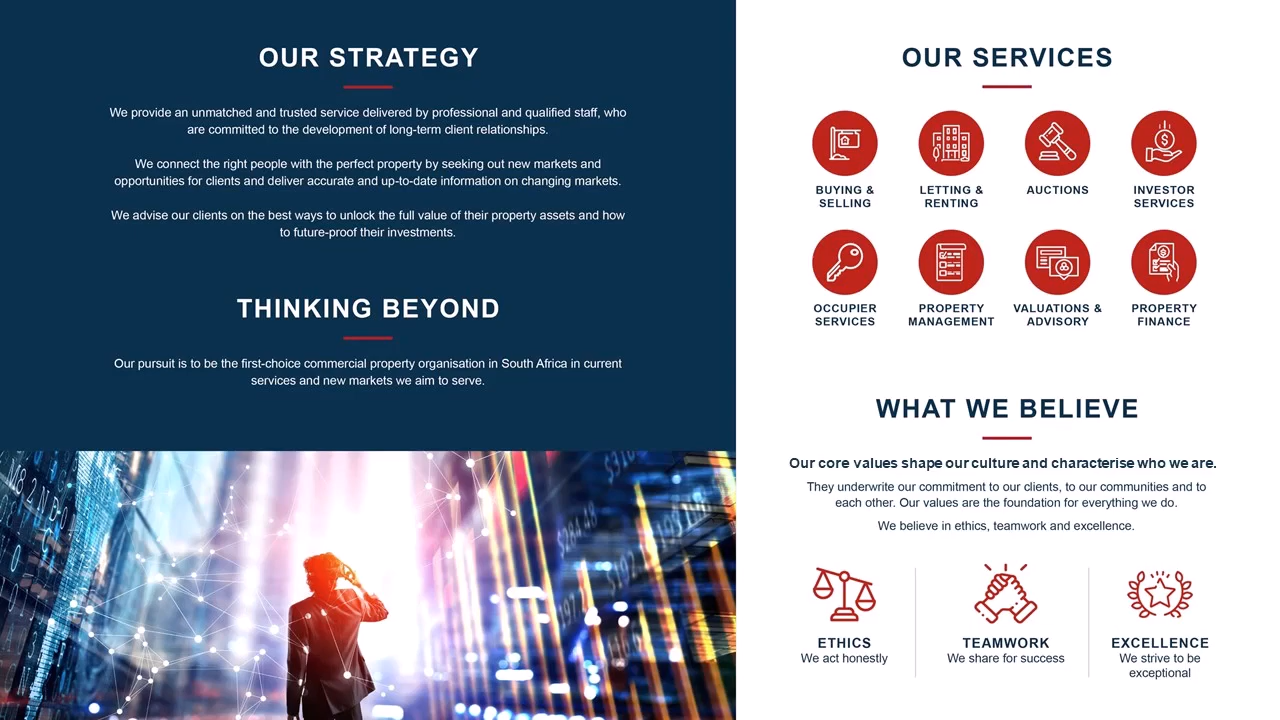 OUR STRATEGY
We provide an unmatched and trusted service delivered by professional and qualified staff, who
are committed to the development of long-term client relationships.
We connect the right people with the perfect property by seeking out new markets and
opportunities for clients and deliver accurate and up-to-date information on changing markets.
We advise our clients on the best ways to unlock the full value of their property assets and how
to future-proof their investments.
THINKING BEYOND
Our pursuit is to be the first-choice commercial property organisation in South Africa in current
services and new markets we aim to serve.
OUR SERVICES
BUYING &
SELLING
LETTING &
RENTING
AUCTIONS
INVESTOR
SERVICES
OCCUPIER
SERVICES
PROPERTY
MANAGEMENT
VALUATIONS &
ADVISORY
PROPERTY
FINANCE
WHAT WE BELIEVE
Our core values shape our culture and characterise who we are.
They underwrite our commitment to our clients, to our communities and to
each other. Our values are the foundation for everything we do.
We believe in ethics, teamwork and excellence.
ETHICS
We act honestly
TEAMWORK
We share for success
EXCELLENCE
We strive to be
exceptional